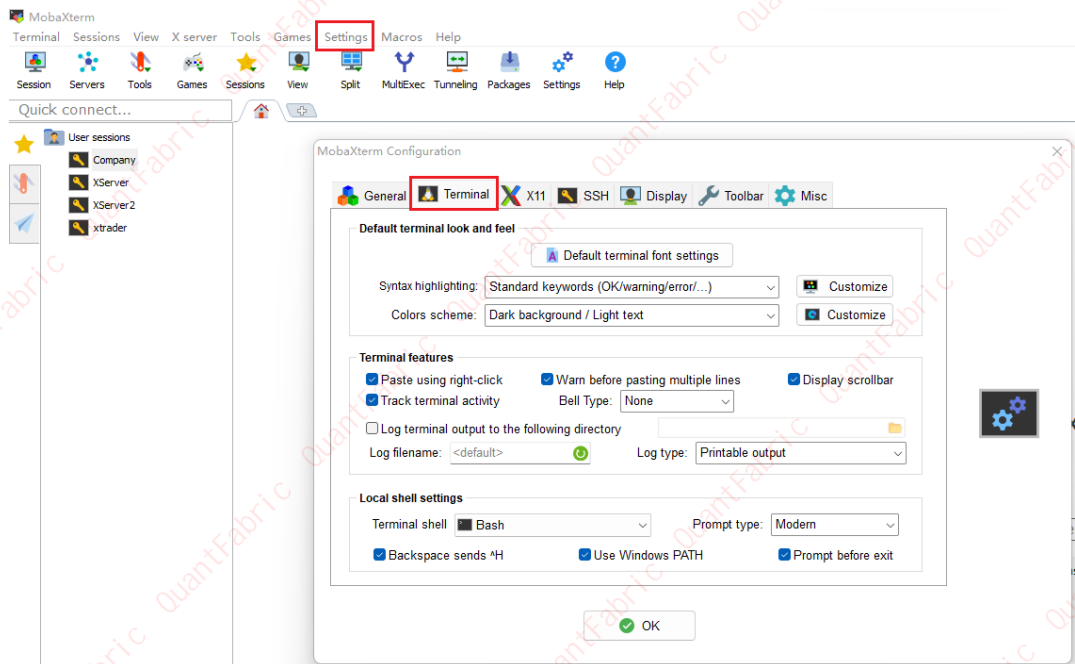 MobaXterm
Terminal Sessions View X server Tools Games Settings Macros Help
Session Servers Tools Games Sessions View Split MultiExec Tunneling Packages Settings Help
Quick connect...
User sessions
Company
XServer
XServer2
xtrader
MobaXterm Configuration
General Terminal X11 SSH Display Toolbar Misc
Default terminal look and feel
Default terminal font settings
Syntax highlighting: Standard keywords (OK/warning/error/...) Customize
Colors scheme: Dark background / Light text Customize
Terminal features
Paste using right-click Warn before pasting multiple lines Display scrollbar
Track terminal activity Bell Type: None
Log terminal output to the following directory
Log filename: <default> Log type: Printable output
Local shell settings
Terminal shell Bash Prompt type: Modern
Backspace sends ^H Use Windows PATH Prompt before exit
OK
QuantFabric